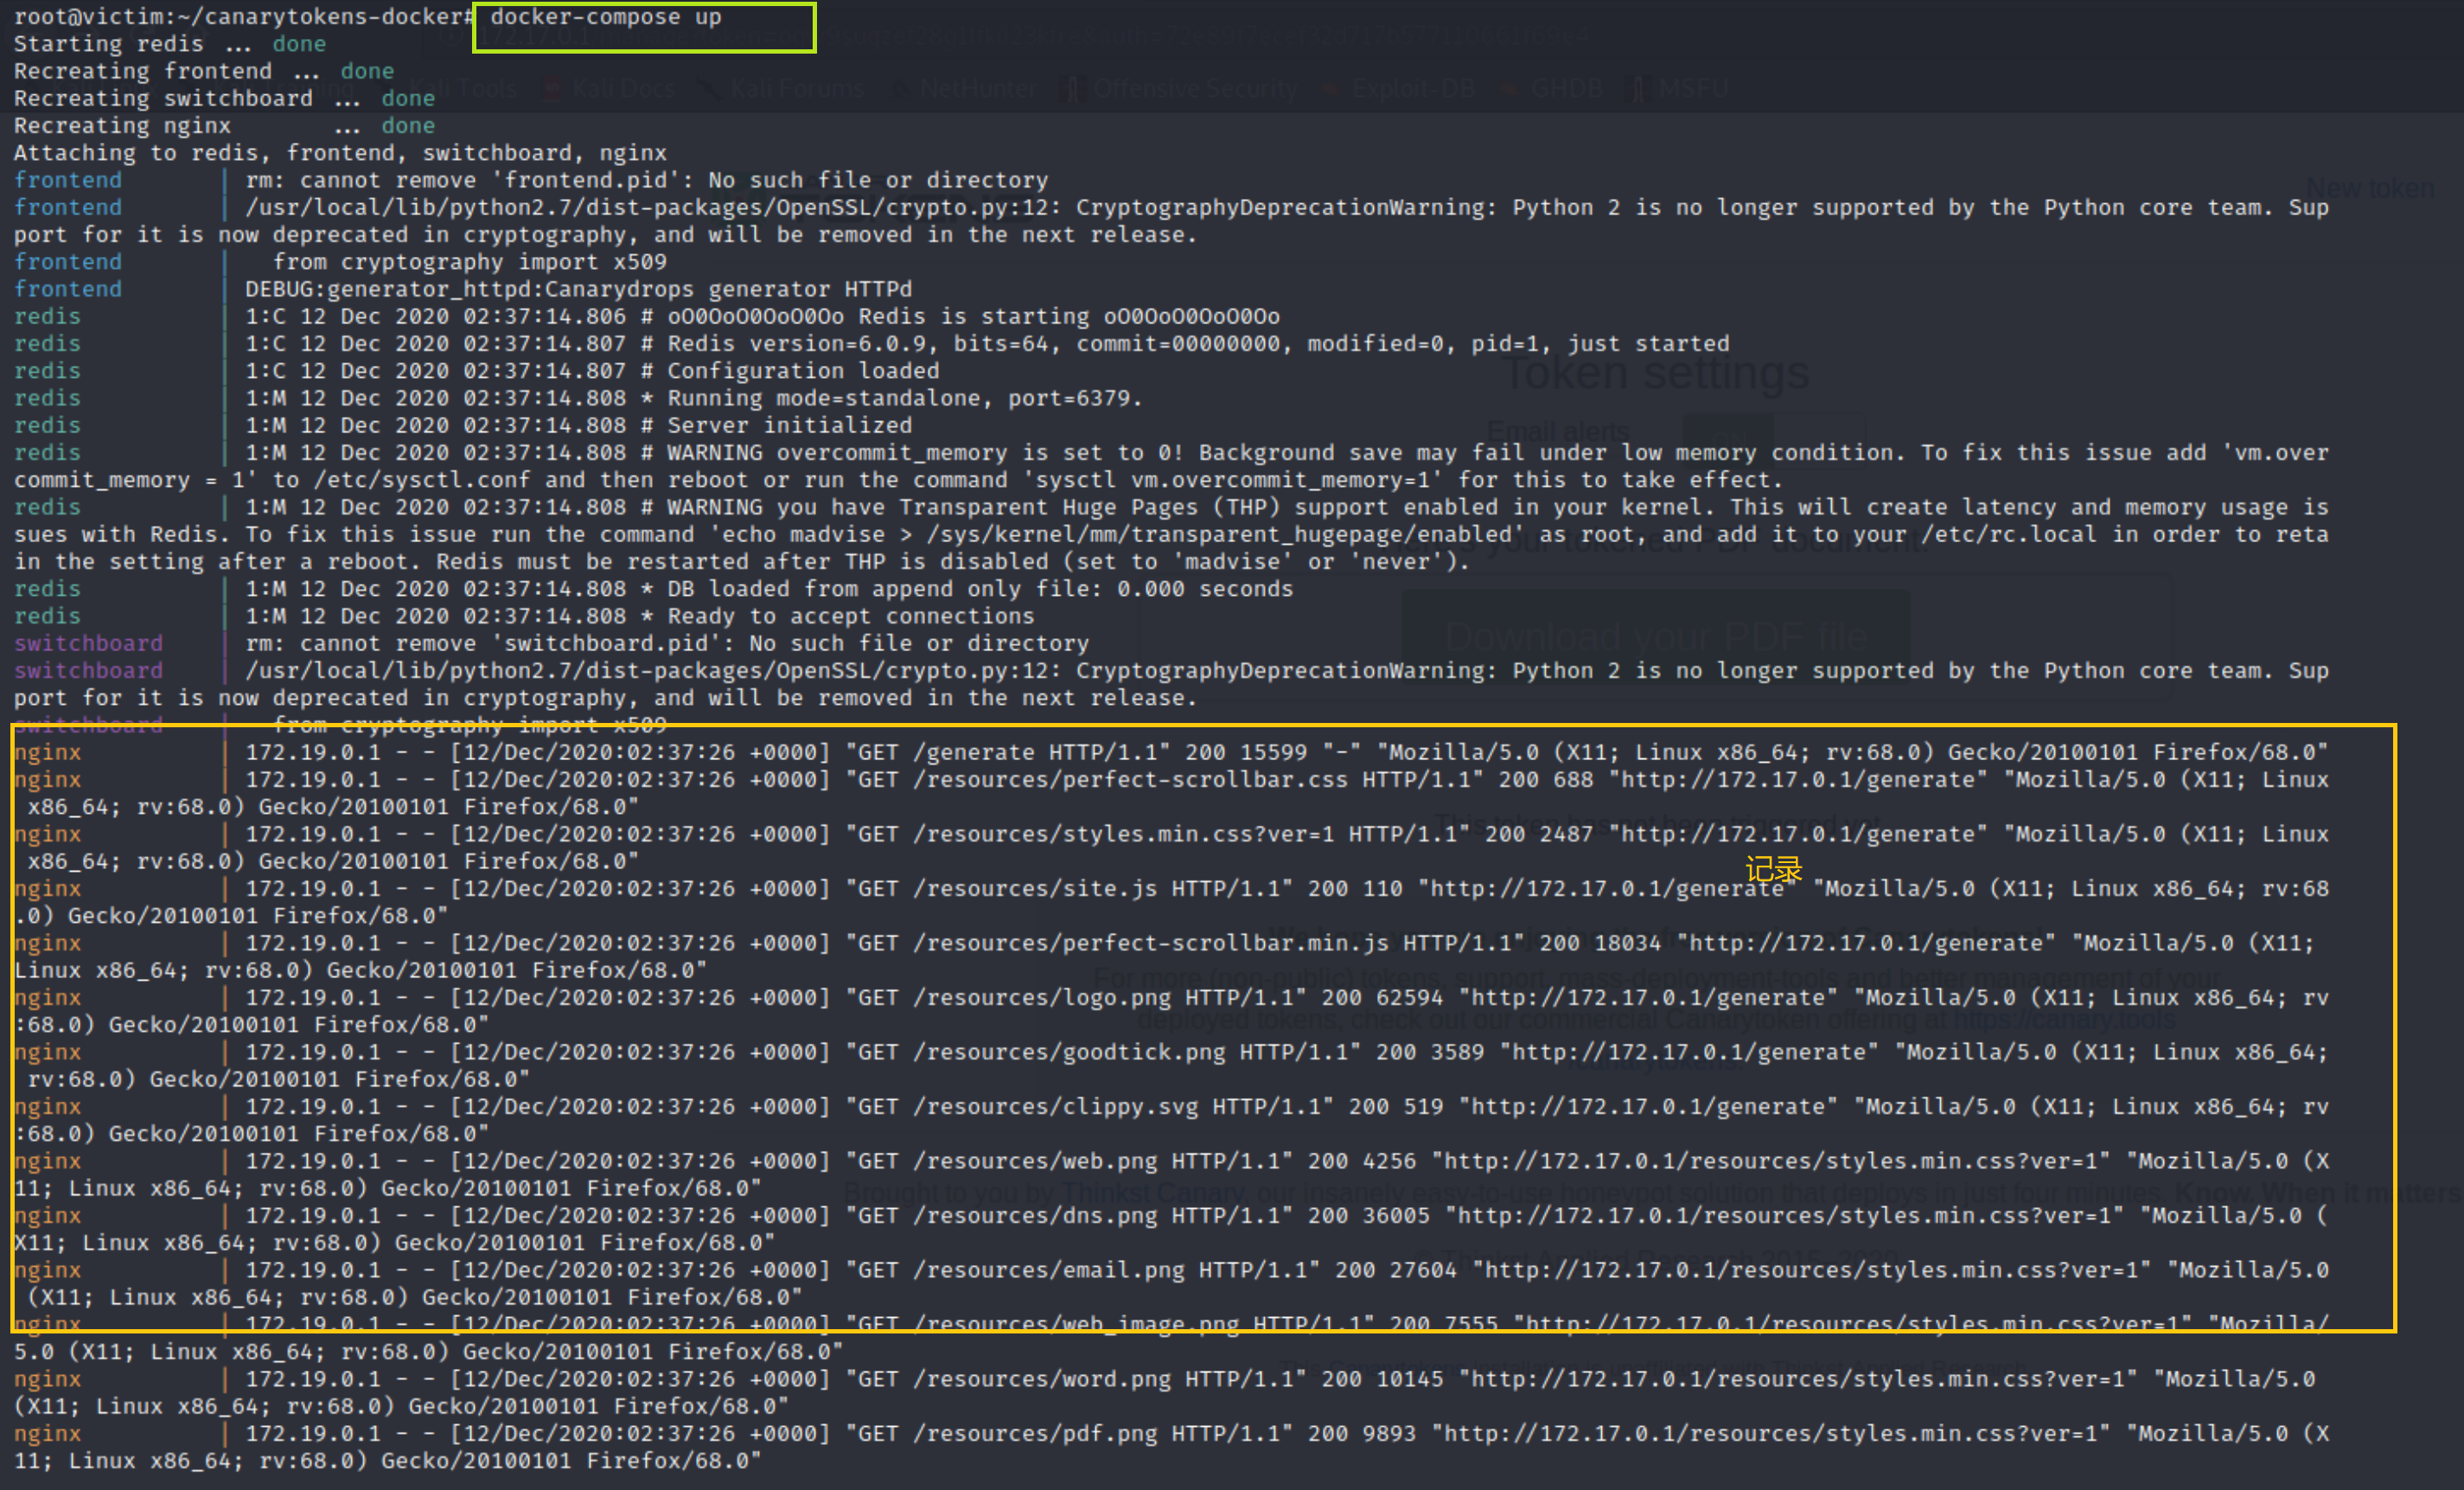 root@victim:~/canarytokens-docker# docker-compose up
Starting redis ... done
Recreating frontend ... done
Recreating switchboard ... done
Recreating nginx       ... done
Attaching to redis, frontend, switchboard, nginx
frontend       | rm: cannot remove 'frontend.pid': No such file or directory
frontend       | /usr/local/lib/python2.7/dist-packages/OpenSSL/crypto.py:12: CryptographyDeprecationWarning: Python 2 is no longer supported by the Python core team. Sup
port for it is now deprecated in cryptography, and will be removed in the next release.
frontend       |   from cryptography import x509
frontend       | DEBUG:generator_httpd:Canarydrops generator HTTPd
redis          | 1:C 12 Dec 2020 02:37:14.806 # oO0OoO0OoO0Oo Redis is starting oO0OoO0OoO0Oo
redis          | 1:C 12 Dec 2020 02:37:14.807 # Redis version=6.0.9, bits=64, commit=00000000, modified=0, pid=1, just started
redis          | 1:C 12 Dec 2020 02:37:14.807 # Configuration loaded
redis          | 1:M 12 Dec 2020 02:37:14.808 * Running mode=standalone, port=6379.
redis          | 1:M 12 Dec 2020 02:37:14.808 # Server initialized
redis          | 1:M 12 Dec 2020 02:37:14.808 # WARNING overcommit_memory is set to 0! Background save may fail under low memory condition. To fix this issue add 'vm.over
commit_memory = 1' to /etc/sysctl.conf and then reboot or run the command 'sysctl vm.overcommit_memory=1' for this to take effect.
redis          | 1:M 12 Dec 2020 02:37:14.808 # WARNING you have Transparent Huge Pages (THP) support enabled in your kernel. This will create latency and memory usage is
sues with Redis. To fix this issue run the command 'echo madvise > /sys/kernel/mm/transparent_hugepage/enabled' as root, and add it to your /etc/rc.local in order to reta
in the setting after a reboot. Redis must be restarted after THP is disabled (set to 'madvise' or 'never').
redis          | 1:M 12 Dec 2020 02:37:14.808 * DB loaded from append only file: 0.000 seconds
redis          | 1:M 12 Dec 2020 02:37:14.808 * Ready to accept connections
switchboard    | rm: cannot remove 'switchboard.pid': No such file or directory
switchboard    | /usr/local/lib/python2.7/dist-packages/OpenSSL/crypto.py:12: CryptographyDeprecationWarning: Python 2 is no longer supported by the Python core team. Sup
port for it is now deprecated in cryptography, and will be removed in the next release.
switchboard    |   from cryptography import x509
nginx          | 172.19.0.1 - - [12/Dec/2020:02:37:26 +0000] "GET /generate HTTP/1.1" 200 15599 "-" "Mozilla/5.0 (X11; Linux x86_64; rv:68.0) Gecko/20100101 Firefox/68.0"
nginx          | 172.19.0.1 - - [12/Dec/2020:02:37:26 +0000] "GET /resources/perfect-scrollbar.css HTTP/1.1" 200 688 "http://172.17.0.1/generate" "Mozilla/5.0 (X11; Linux
 x86_64; rv:68.0) Gecko/20100101 Firefox/68.0"
nginx          | 172.19.0.1 - - [12/Dec/2020:02:37:26 +0000] "GET /resources/styles.min.css?ver=1 HTTP/1.1" 200 2487 "http://172.17.0.1/generate" "Mozilla/5.0 (X11; Linux
 x86_64; rv:68.0) Gecko/20100101 Firefox/68.0"
记录
nginx          | 172.19.0.1 - - [12/Dec/2020:02:37:26 +0000] "GET /resources/site.js HTTP/1.1" 200 110 "http://172.17.0.1/generate" "Mozilla/5.0 (X11; Linux x86_64; rv:68
.0) Gecko/20100101 Firefox/68.0"
nginx          | 172.19.0.1 - - [12/Dec/2020:02:37:26 +0000] "GET /resources/perfect-scrollbar.min.js HTTP/1.1" 200 18034 "http://172.17.0.1/generate" "Mozilla/5.0 (X11;
Linux x86_64; rv:68.0) Gecko/20100101 Firefox/68.0"
nginx          | 172.19.0.1 - - [12/Dec/2020:02:37:26 +0000] "GET /resources/logo.png HTTP/1.1" 200 62594 "http://172.17.0.1/generate" "Mozilla/5.0 (X11; Linux x86_64; rv
:68.0) Gecko/20100101 Firefox/68.0"
nginx          | 172.19.0.1 - - [12/Dec/2020:02:37:26 +0000] "GET /resources/goodtick.png HTTP/1.1" 200 3589 "http://172.17.0.1/generate" "Mozilla/5.0 (X11; Linux x86_64;
 rv:68.0) Gecko/20100101 Firefox/68.0"
nginx          | 172.19.0.1 - - [12/Dec/2020:02:37:26 +0000] "GET /resources/clippy.svg HTTP/1.1" 200 519 "http://172.17.0.1/generate" "Mozilla/5.0 (X11; Linux x86_64; rv
:68.0) Gecko/20100101 Firefox/68.0"
nginx          | 172.19.0.1 - - [12/Dec/2020:02:37:26 +0000] "GET /resources/web.png HTTP/1.1" 200 4256 "http://172.17.0.1/resources/styles.min.css?ver=1" "Mozilla/5.0 (X
11; Linux x86_64; rv:68.0) Gecko/20100101 Firefox/68.0"
nginx          | 172.19.0.1 - - [12/Dec/2020:02:37:26 +0000] "GET /resources/dns.png HTTP/1.1" 200 36005 "http://172.17.0.1/resources/styles.min.css?ver=1" "Mozilla/5.0 (
X11; Linux x86_64; rv:68.0) Gecko/20100101 Firefox/68.0"
nginx          | 172.19.0.1 - - [12/Dec/2020:02:37:26 +0000] "GET /resources/email.png HTTP/1.1" 200 27604 "http://172.17.0.1/resources/styles.min.css?ver=1" "Mozilla/5.0
 (X11; Linux x86_64; rv:68.0) Gecko/20100101 Firefox/68.0"
nginx          | 172.19.0.1 - - [12/Dec/2020:02:37:26 +0000] "GET /resources/web_image.png HTTP/1.1" 200 7555 "http://172.17.0.1/resources/styles.min.css?ver=1" "Mozilla/
5.0 (X11; Linux x86_64; rv:68.0) Gecko/20100101 Firefox/68.0"
nginx          | 172.19.0.1 - - [12/Dec/2020:02:37:26 +0000] "GET /resources/word.png HTTP/1.1" 200 10145 "http://172.17.0.1/resources/styles.min.css?ver=1" "Mozilla/5.0
(X11; Linux x86_64; rv:68.0) Gecko/20100101 Firefox/68.0"
nginx          | 172.19.0.1 - - [12/Dec/2020:02:37:26 +0000] "GET /resources/pdf.png HTTP/1.1" 200 9893 "http://172.17.0.1/resources/styles.min.css?ver=1" "Mozilla/5.0 (X
11; Linux x86_64; rv:68.0) Gecko/20100101 Firefox/68.0"